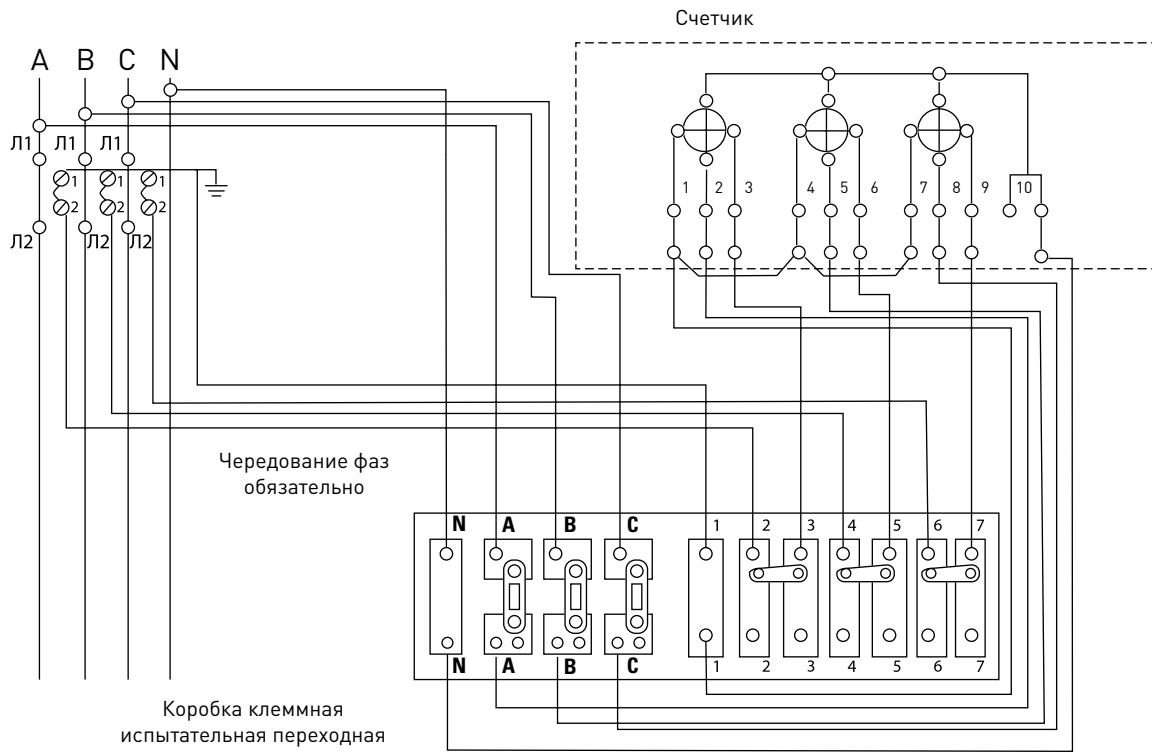 Счетчик
A B C N
Л1 Л1 Л1
1 1 1
2 2 2
Л2 Л2 Л2
1 2 3 4 5 6 7 8 9 10
Чередование фаз
обязательно
N A B C 1 2 3 4 5 6 7
N A B C 1 2 3 4 5 6 7
Коробка клеммная
испытательная переходная